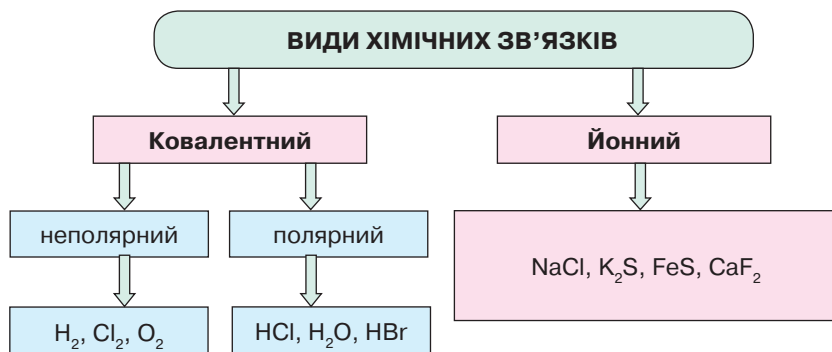 ВИДИ ХІМІЧНИХ ЗВ’ЯЗКІВ
Ковалентний
Йонний
неполярний
полярний
NaCl, K₂S, FeS, CaF₂
H₂, Cl₂, O₂
HCl, H₂O, HBr